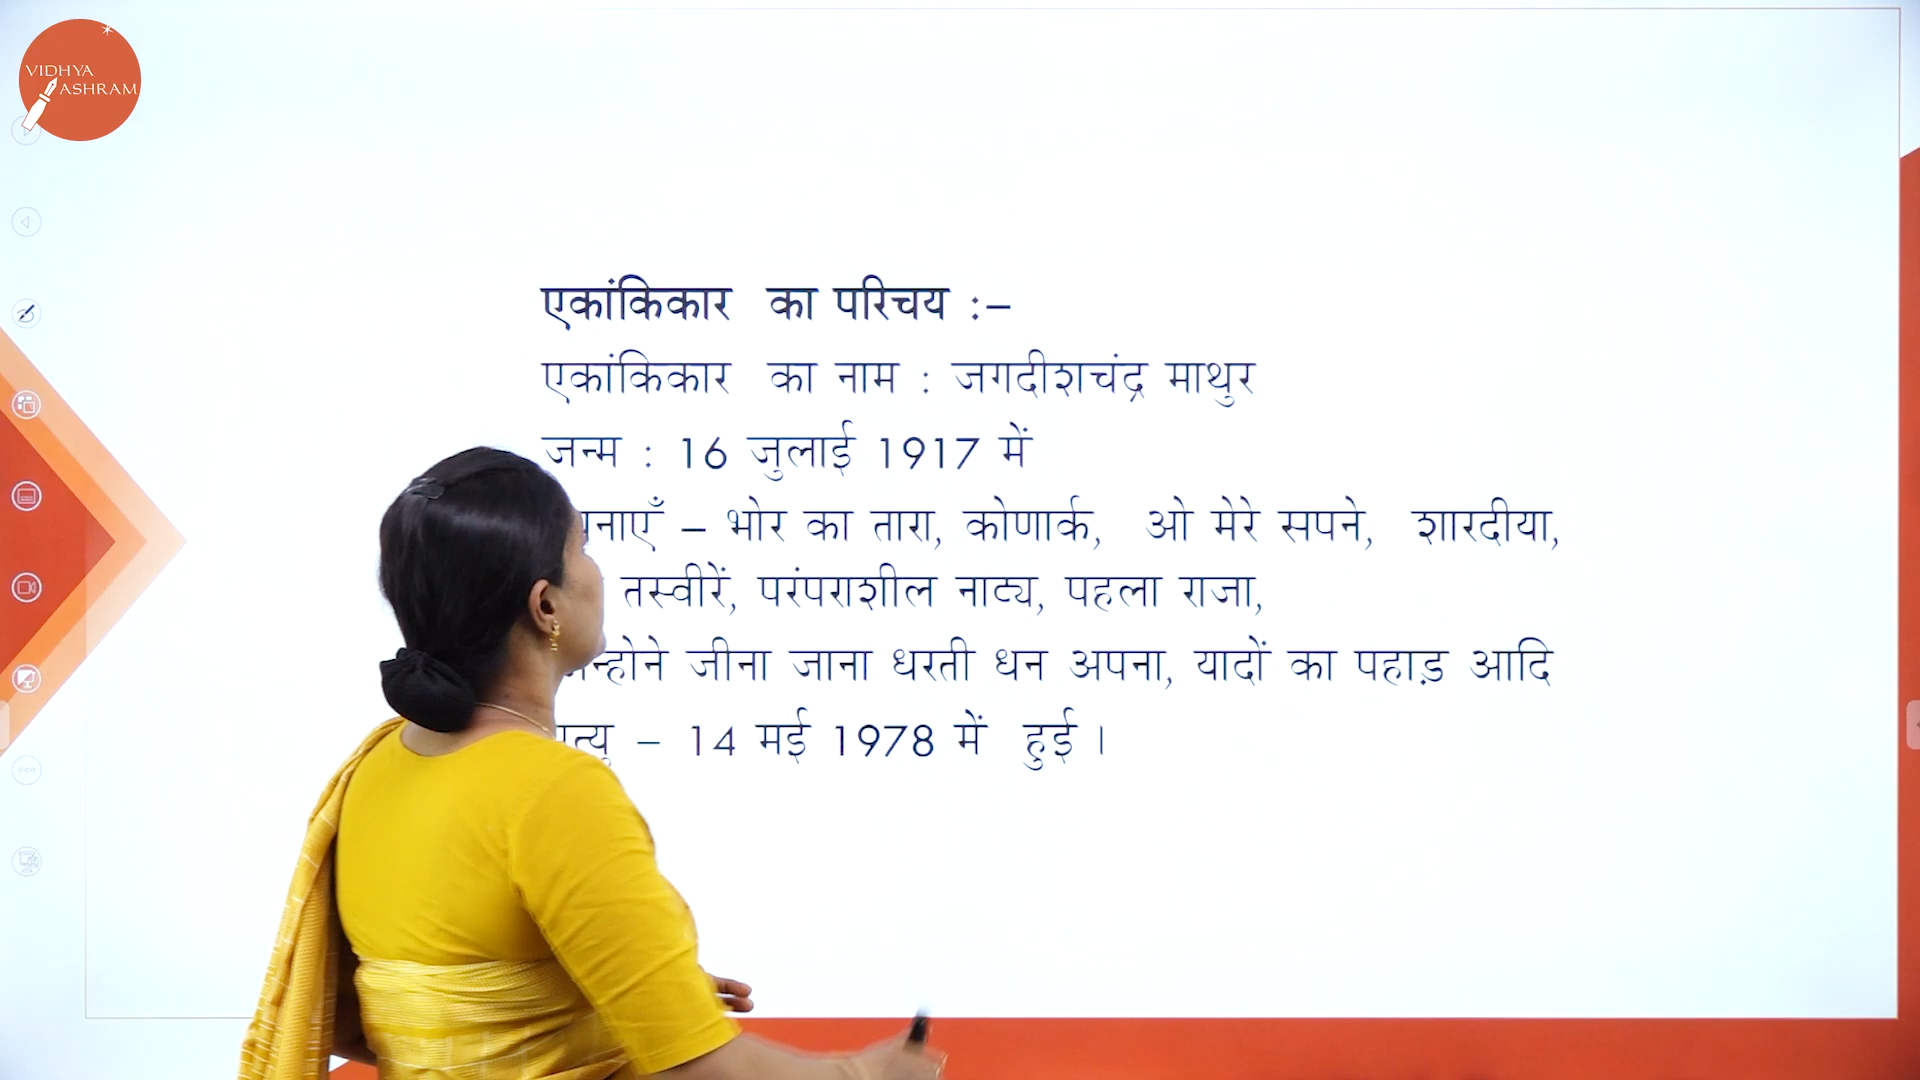 VIDHYA
ASHRAM
एकांकिकार का परिचय :–
एकांकिकार का नाम : जगदीशचंद्र माथुर
जन्म : 16 जुलाई 1917 में
– भोर का तारा, कोणार्क, ओ मेरे सपने, शारदीया,
तस्वीरें, परंपराशील नाट्य, पहला राजा,
जीना जाना धरती धन अपना, यादों का पहाड़ आदि
– 14 मई 1978 में हुई ।